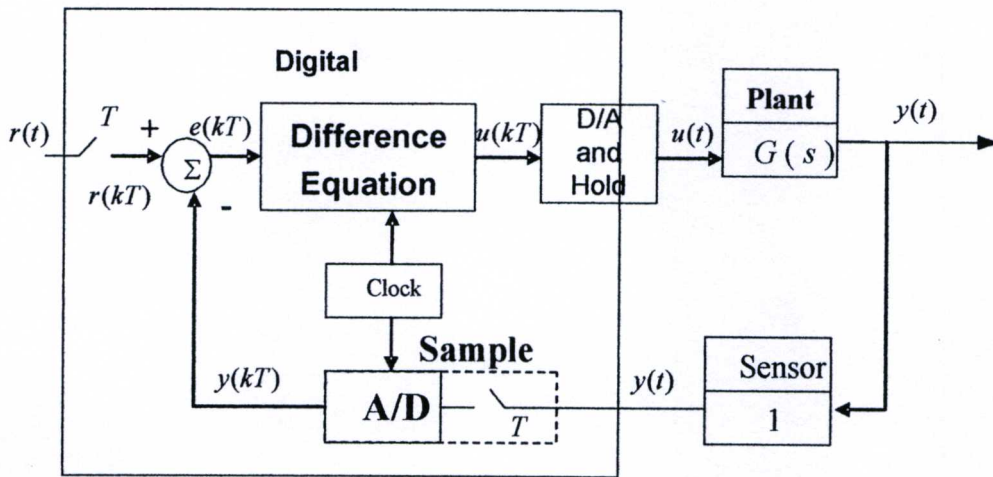 Digital
r(t)
T
+
r(kT)
Σ
-
e(kT)
Difference
Equation
u(kT)
D/A
and
Hold
u(t)
Plant
G(s)
y(t)
Clock
Sample
y(kT)
A/D
T
y(t)
Sensor
1